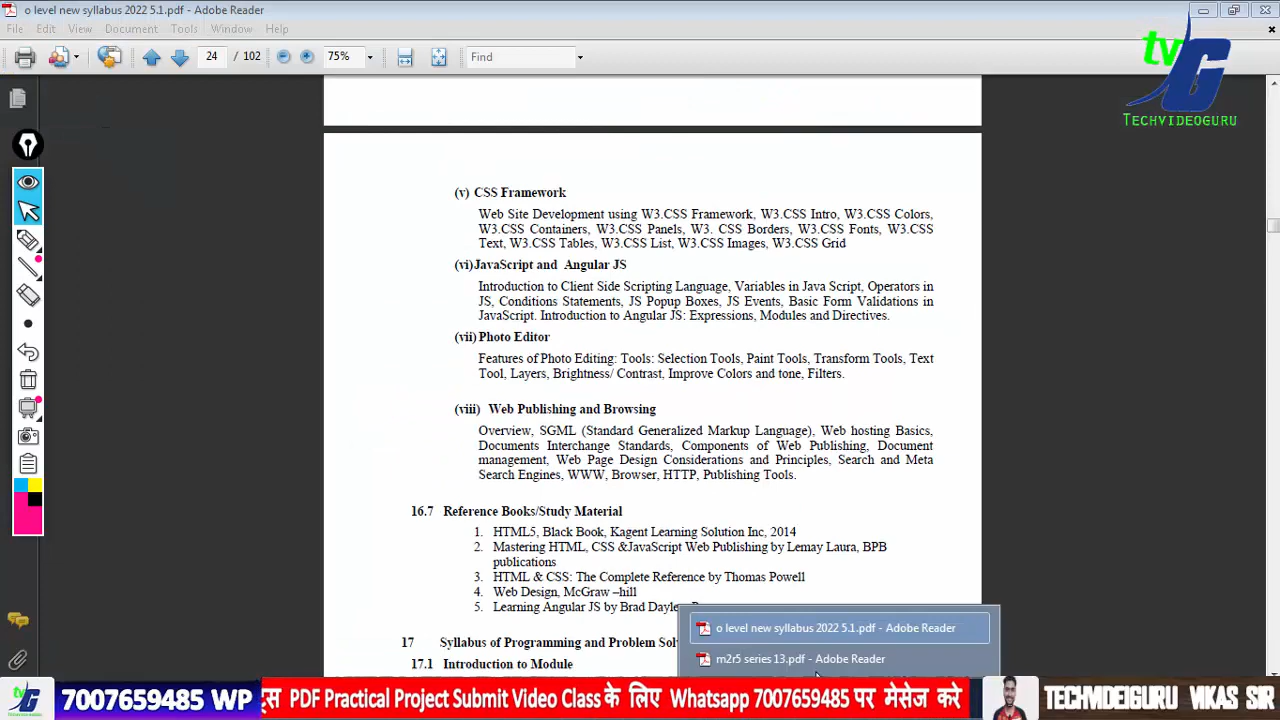 o level new syllabus 2022 5.1.pdf - Adobe Reader
File Edit View Document Tools Window Help
24 / 102 75% Find
tv
G
TECHVIDEOGURU
(v) CSS Framework
Web Site Development using W3.CSS Framework, W3.CSS Intro, W3.CSS Colors,
W3.CSS Containers, W3.CSS Panels, W3. CSS Borders, W3.CSS Fonts, W3.CSS
Text, W3.CSS Tables, W3.CSS List, W3.CSS Images, W3.CSS Grid
(vi)JavaScript and Angular JS
Introduction to Client Side Scripting Language, Variables in Java Script, Operators in
JS, Conditions Statements, JS Popup Boxes, JS Events, Basic Form Validations in
JavaScript. Introduction to Angular JS: Expressions, Modules and Directives.
(vii) Photo Editor
Features of Photo Editing: Tools: Selection Tools, Paint Tools, Transform Tools, Text
Tool, Layers, Brightness/ Contrast, Improve Colors and tone, Filters.
(viii) Web Publishing and Browsing
Overview, SGML (Standard Generalized Markup Language), Web hosting Basics,
Documents Interchange Standards, Components of Web Publishing, Document
management, Web Page Design Considerations and Principles, Search and Meta
Search Engines, WWW, Browser, HTTP, Publishing Tools.
16.7 Reference Books/Study Material
1. HTML5, Black Book, Kagent Learning Solution Inc, 2014
2. Mastering HTML, CSS &JavaScript Web Publishing by Lemay Laura, BPB
publications
3. HTML & CSS: The Complete Reference by Thomas Powell
4. Web Design, McGraw –hill
5. Learning Angular JS by Brad Dayle
o level new syllabus 2022 5.1.pdf - Adobe Reader
17 Syllabus of Programming and Problem Sol
m2r5 series 13.pdf - Adobe Reader
17.1 Introduction to Module
7007659485 WP
PDF Practical Project Submit Video Class के लिए Whatsapp 7007659485 पर मेसेज करे
TECHVIDEIGURU VIKAS SIR